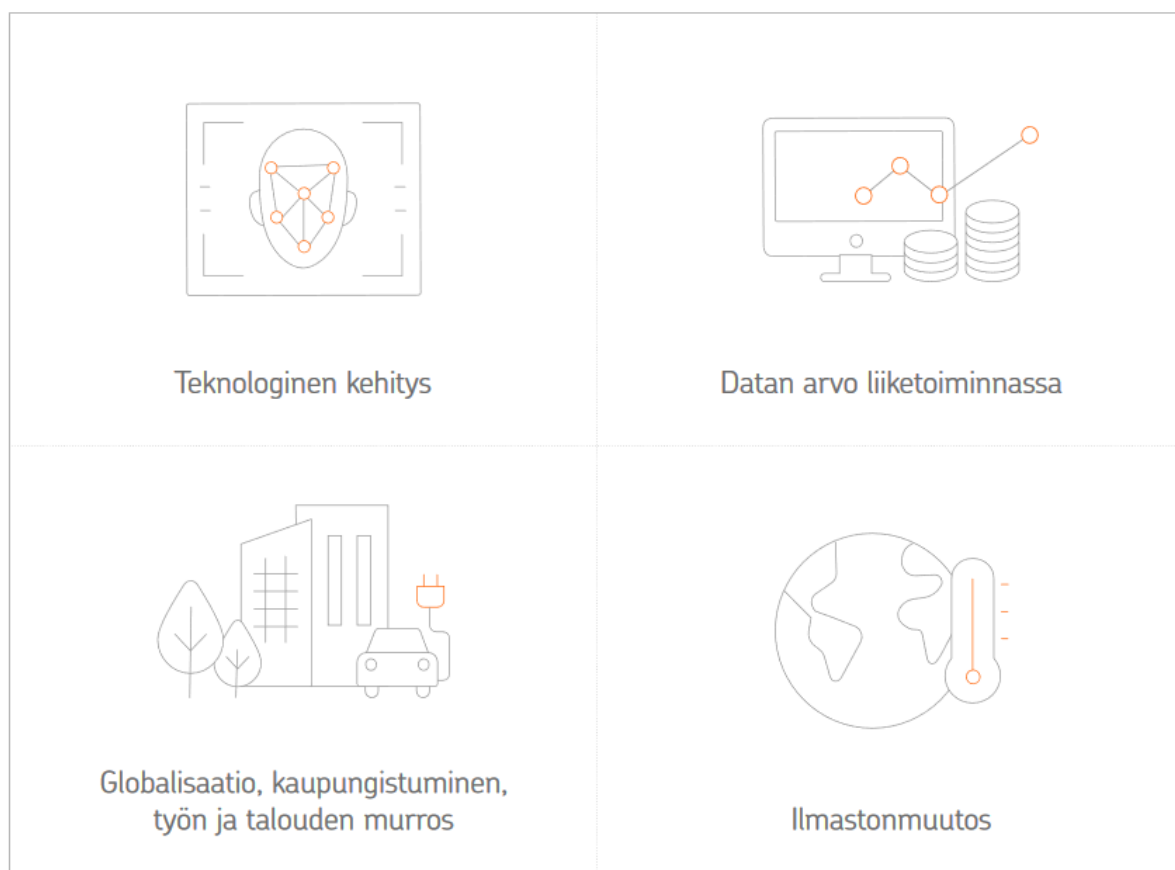 Teknologinen kehitys
Datan arvo liiketoiminnassa
Globalisaatio, kaupungistuminen,
työn ja talouden murros
Ilmastonmuutos